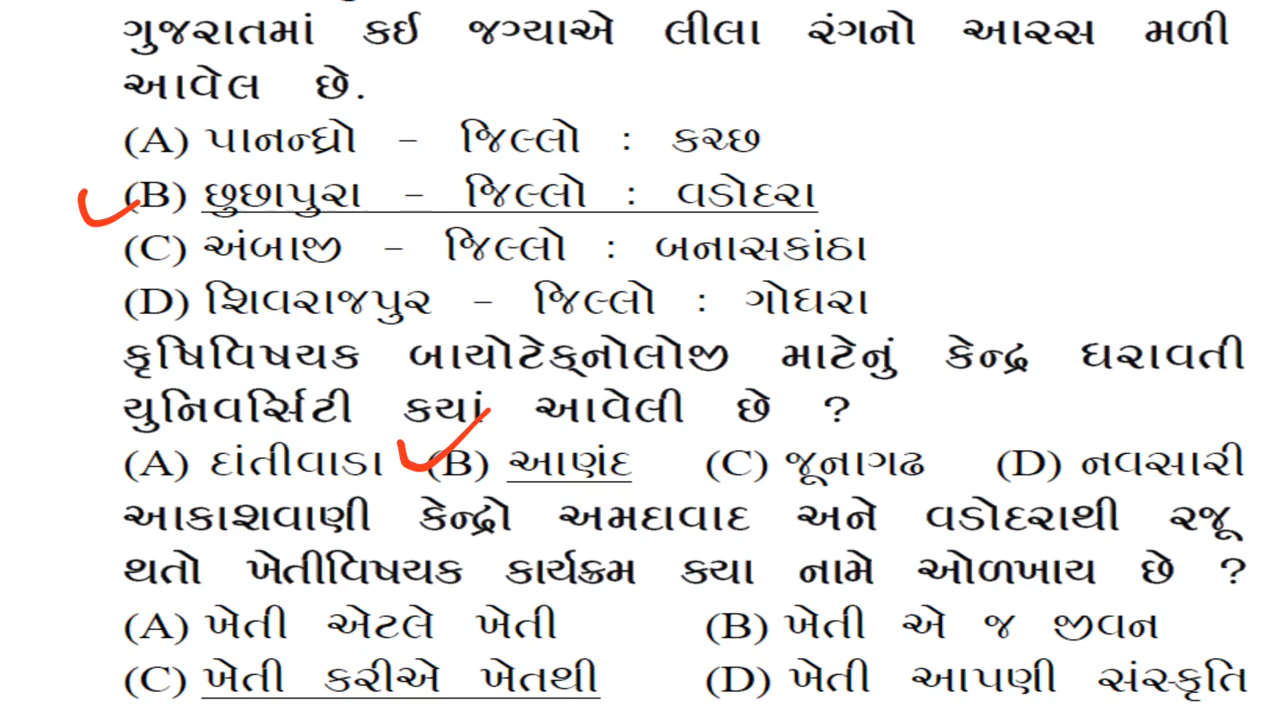 ગુજરાતમાં કઈ જગ્યાએ લીલા રંગનો આરસ મળી
આવેલ છે.
(A) પાનન્ધ્રો - જિલ્લો : કચ્છ
(B) છુછાપુરા - જિલ્લો : વડોદરા
(C) અંબાજી - જિલ્લો : બનાસકાંઠા
(D) શિવરાજપુર - જિલ્લો : ગોધરા
કૃષિવિષયક બાયોટેક્નોલોજી માટેનું કેન્દ્ર ધરાવતી
યુનિવર્સિટી કયાં આવેલી છે ?
(A) દાંતીવાડા (B) આણંદ (C) જૂનાગઢ (D) નવસારી
આકાશવાણી કેન્દ્રો અમદાવાદ અને વડોદરાથી રજૂ
થતો ખેતીવિષયક કાર્યક્રમ ક્યા નામે ઓળખાય છે ?
(A) ખેતી એટલે ખેતી (B) ખેતી એ જ જીવન
(C) ખેતી કરીએ ખેતથી (D) ખેતી આપણી સંસ્કૃતિ